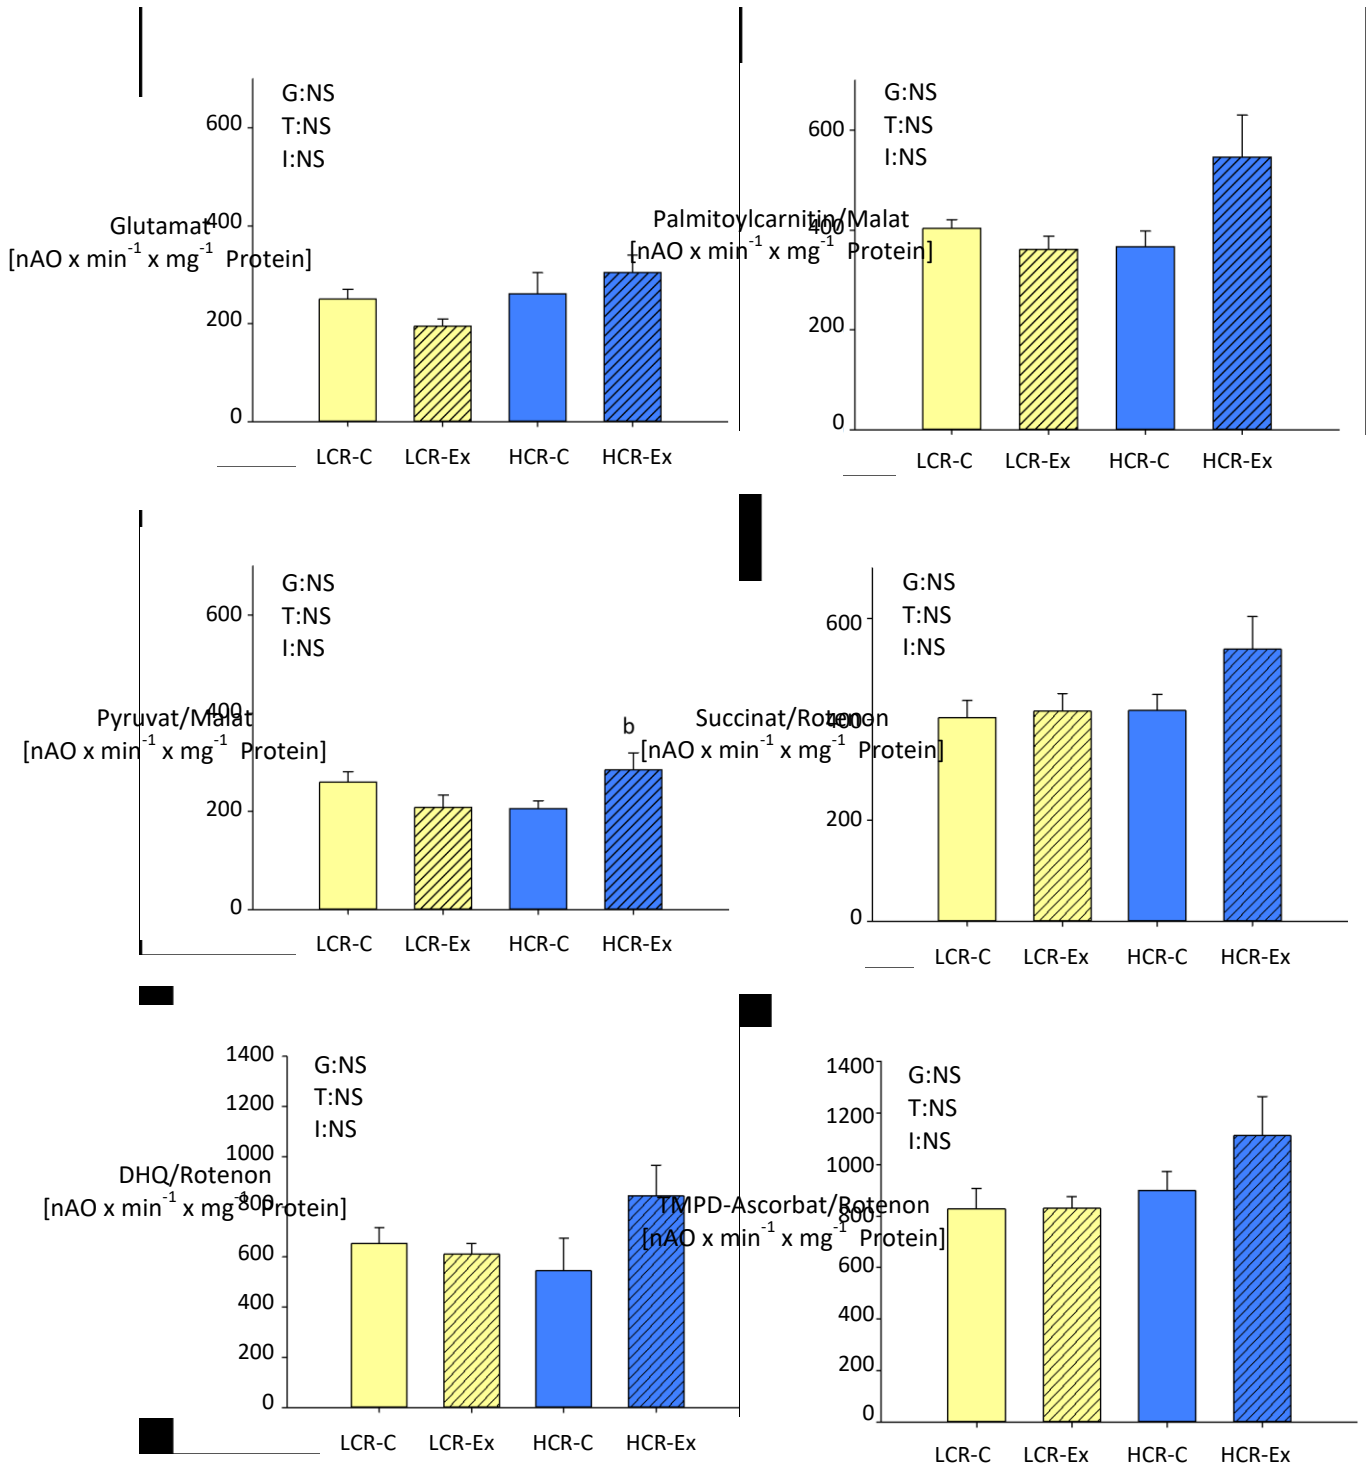 G:NS
T:NS
I:NS
600
400
200
0
Glutamat
[nAO x min⁻¹ x mg⁻¹ Protein]
LCR-C LCR-Ex HCR-C HCR-Ex
G:NS
T:NS
I:NS
600
400
200
0
Palmitoylcarnitin/Malat
[nAO x min⁻¹ x mg⁻¹ Protein]
LCR-C LCR-Ex HCR-C HCR-Ex
G:NS
T:NS
I:NS
600
400
200
0
Pyruvat/Malat
[nAO x min⁻¹ x mg⁻¹ Protein]
b
LCR-C LCR-Ex HCR-C HCR-Ex
G:NS
T:NS
I:NS
600
400
200
0
Succinat/Rotenon
[nAO x min⁻¹ x mg⁻¹ Protein]
LCR-C LCR-Ex HCR-C HCR-Ex
G:NS
T:NS
I:NS
1400
1200
1000
800
600
400
200
0
DHQ/Rotenon
[nAO x min⁻¹ x mg⁻¹ Protein]
LCR-C LCR-Ex HCR-C HCR-Ex
G:NS
T:NS
I:NS
1400
1200
1000
800
600
400
200
0
TMPD-Ascorbat/Rotenon
[nAO x min⁻¹ x mg⁻¹ Protein]
LCR-C LCR-Ex HCR-C HCR-Ex